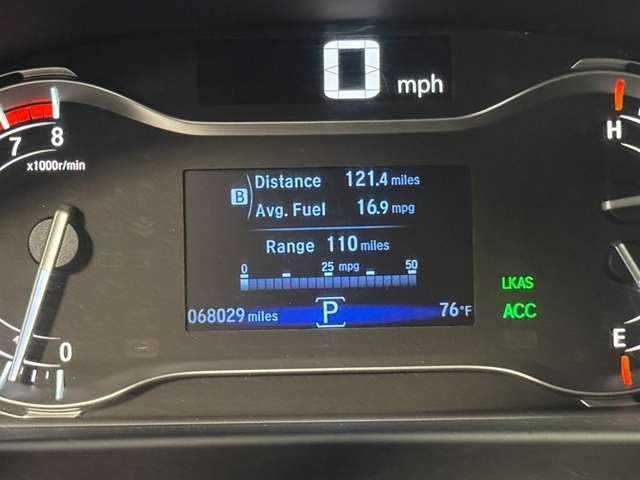 0 mph
7 8
x1000r/min
H
B Distance 121.4 miles
Avg. Fuel 16.9 mpg
Range 110 miles
0 25 mpg 50
LKAS
068029 miles P 76°F ACC
0
E